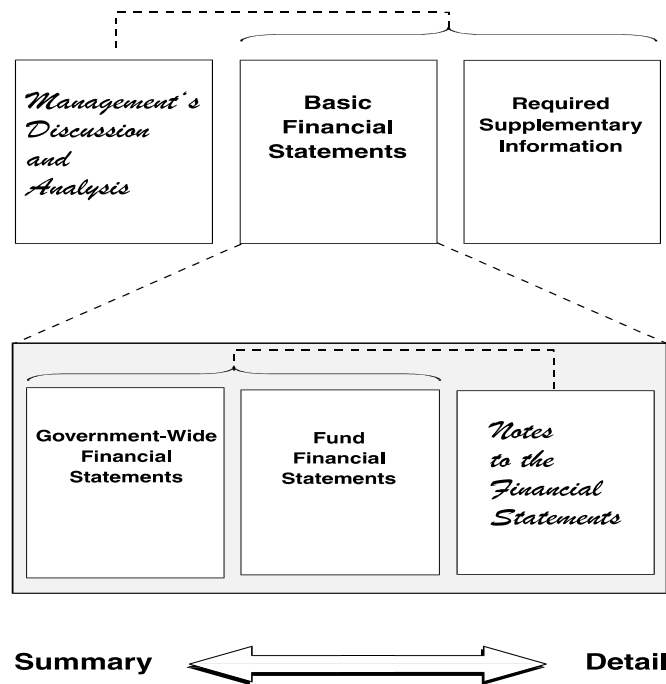 Management's
Discussion
and
Analysis
Basic
Financial
Statements
Required
Supplementary
Information
Government-Wide
Financial
Statements
Fund
Financial
Statements
Notes
to the
Financial
Statements
Summary
Detail